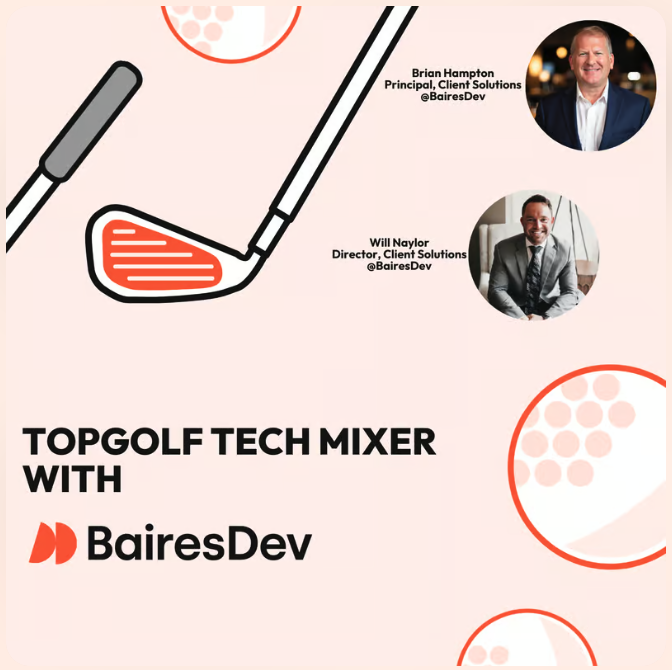 Brian Hampton
Principal, Client Solutions
@BairesDev
Will Naylor
Director, Client Solutions
@BairesDev
TOPGOLF TECH MIXER
WITH
BairesDev